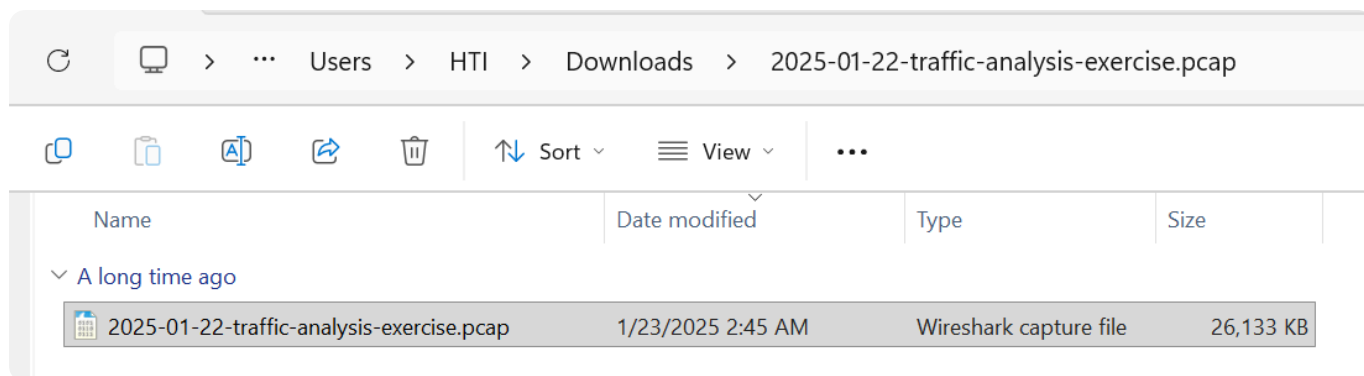 … Users > HTI > Downloads > 2025-01-22-traffic-analysis-exercise.pcap
Sort View
Name Date modified Type Size
A long time ago
2025-01-22-traffic-analysis-exercise.pcap 1/23/2025 2:45 AM Wireshark capture file 26,133 KB